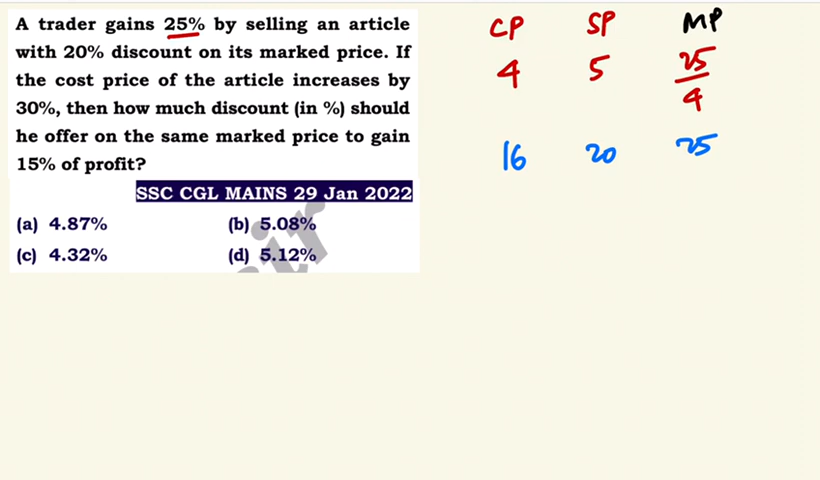 A trader gains 25% by selling an article
with 20% discount on its marked price. If
the cost price of the article increases by
30%, then how much discount (in %) should
he offer on the same marked price to gain
15% of profit?
SSC CGL MAINS 29 Jan 2022
(a) 4.87% (b) 5.08%
(c) 4.32% (d) 5.12%
sir
CP SP MP
4 5 25/4
16 20 25